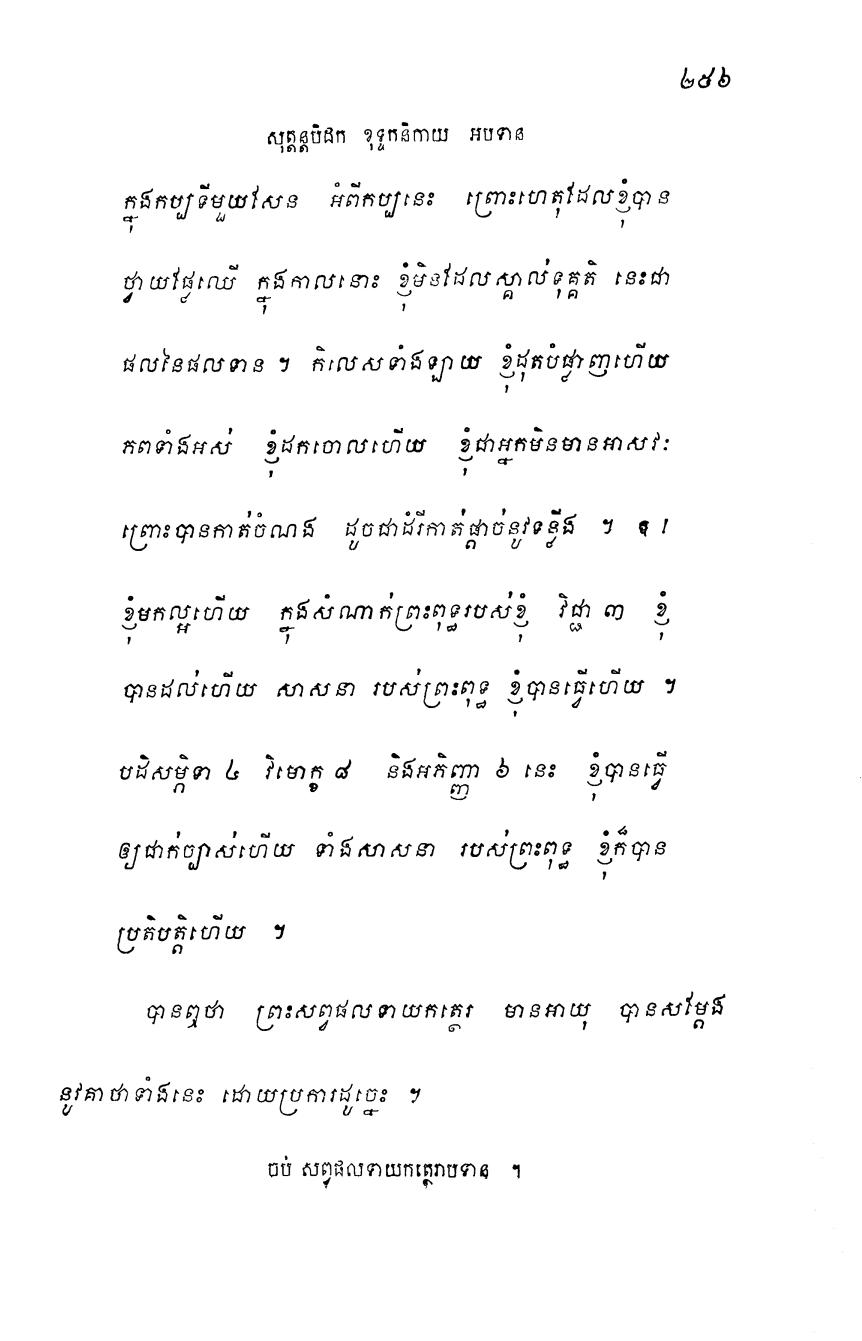 ២៥៦
សុត្តន្តបិដក ខុទ្ទកនិកាយ អបទាន
ក្នុងកប្បទីមួយសែន អំពីកប្បនេះ ព្រោះហេតុដែលខ្ញុំបាន
ថ្វាយផ្លែឈើ ក្នុងកាលនោះ ខ្ញុំមិនដែលស្គាល់ទុគ្គតិ នេះជា
ផលនៃផលទាន ។ កិលេសទាំងឡាយ ខ្ញុំដុតបំផ្លាញហើយ
ភពទាំងអស់ ខ្ញុំដកចោលហើយ ខ្ញុំជាអ្នកមិនមានអាសវៈ
ព្រោះបានកាត់ចំណង ដូចជាដំរីកាត់ផ្តាច់នូវទន្លីង ។ ឱ !
ខ្ញុំមកល្អហើយ ក្នុងសំណាក់ព្រះពុទ្ធរបស់ខ្ញុំ វិជ្ជា ៣ ខ្ញុំ
បានដល់ហើយ សាសនា របស់ព្រះពុទ្ធ ខ្ញុំបានធ្វើហើយ ។
បដិសម្ភិទា ៤ វិមោក្ខ ៨ និងអភិញ្ញា ៦ នេះ ខ្ញុំបានធ្វើ
ឲ្យជាក់ច្បាស់ហើយ ទាំងសាសនា របស់ព្រះពុទ្ធ ខ្ញុំក៏បាន
ប្រតិបត្តិហើយ ។
បានឮថា ព្រះសព្វផលទាយកត្ថេរ មានអាយុ បានសម្តែង
នូវគាថាទាំងនេះ ដោយប្រការដូច្នេះ ។
ចប់ សព្វផលទាយកត្ថេរាបទាន ។